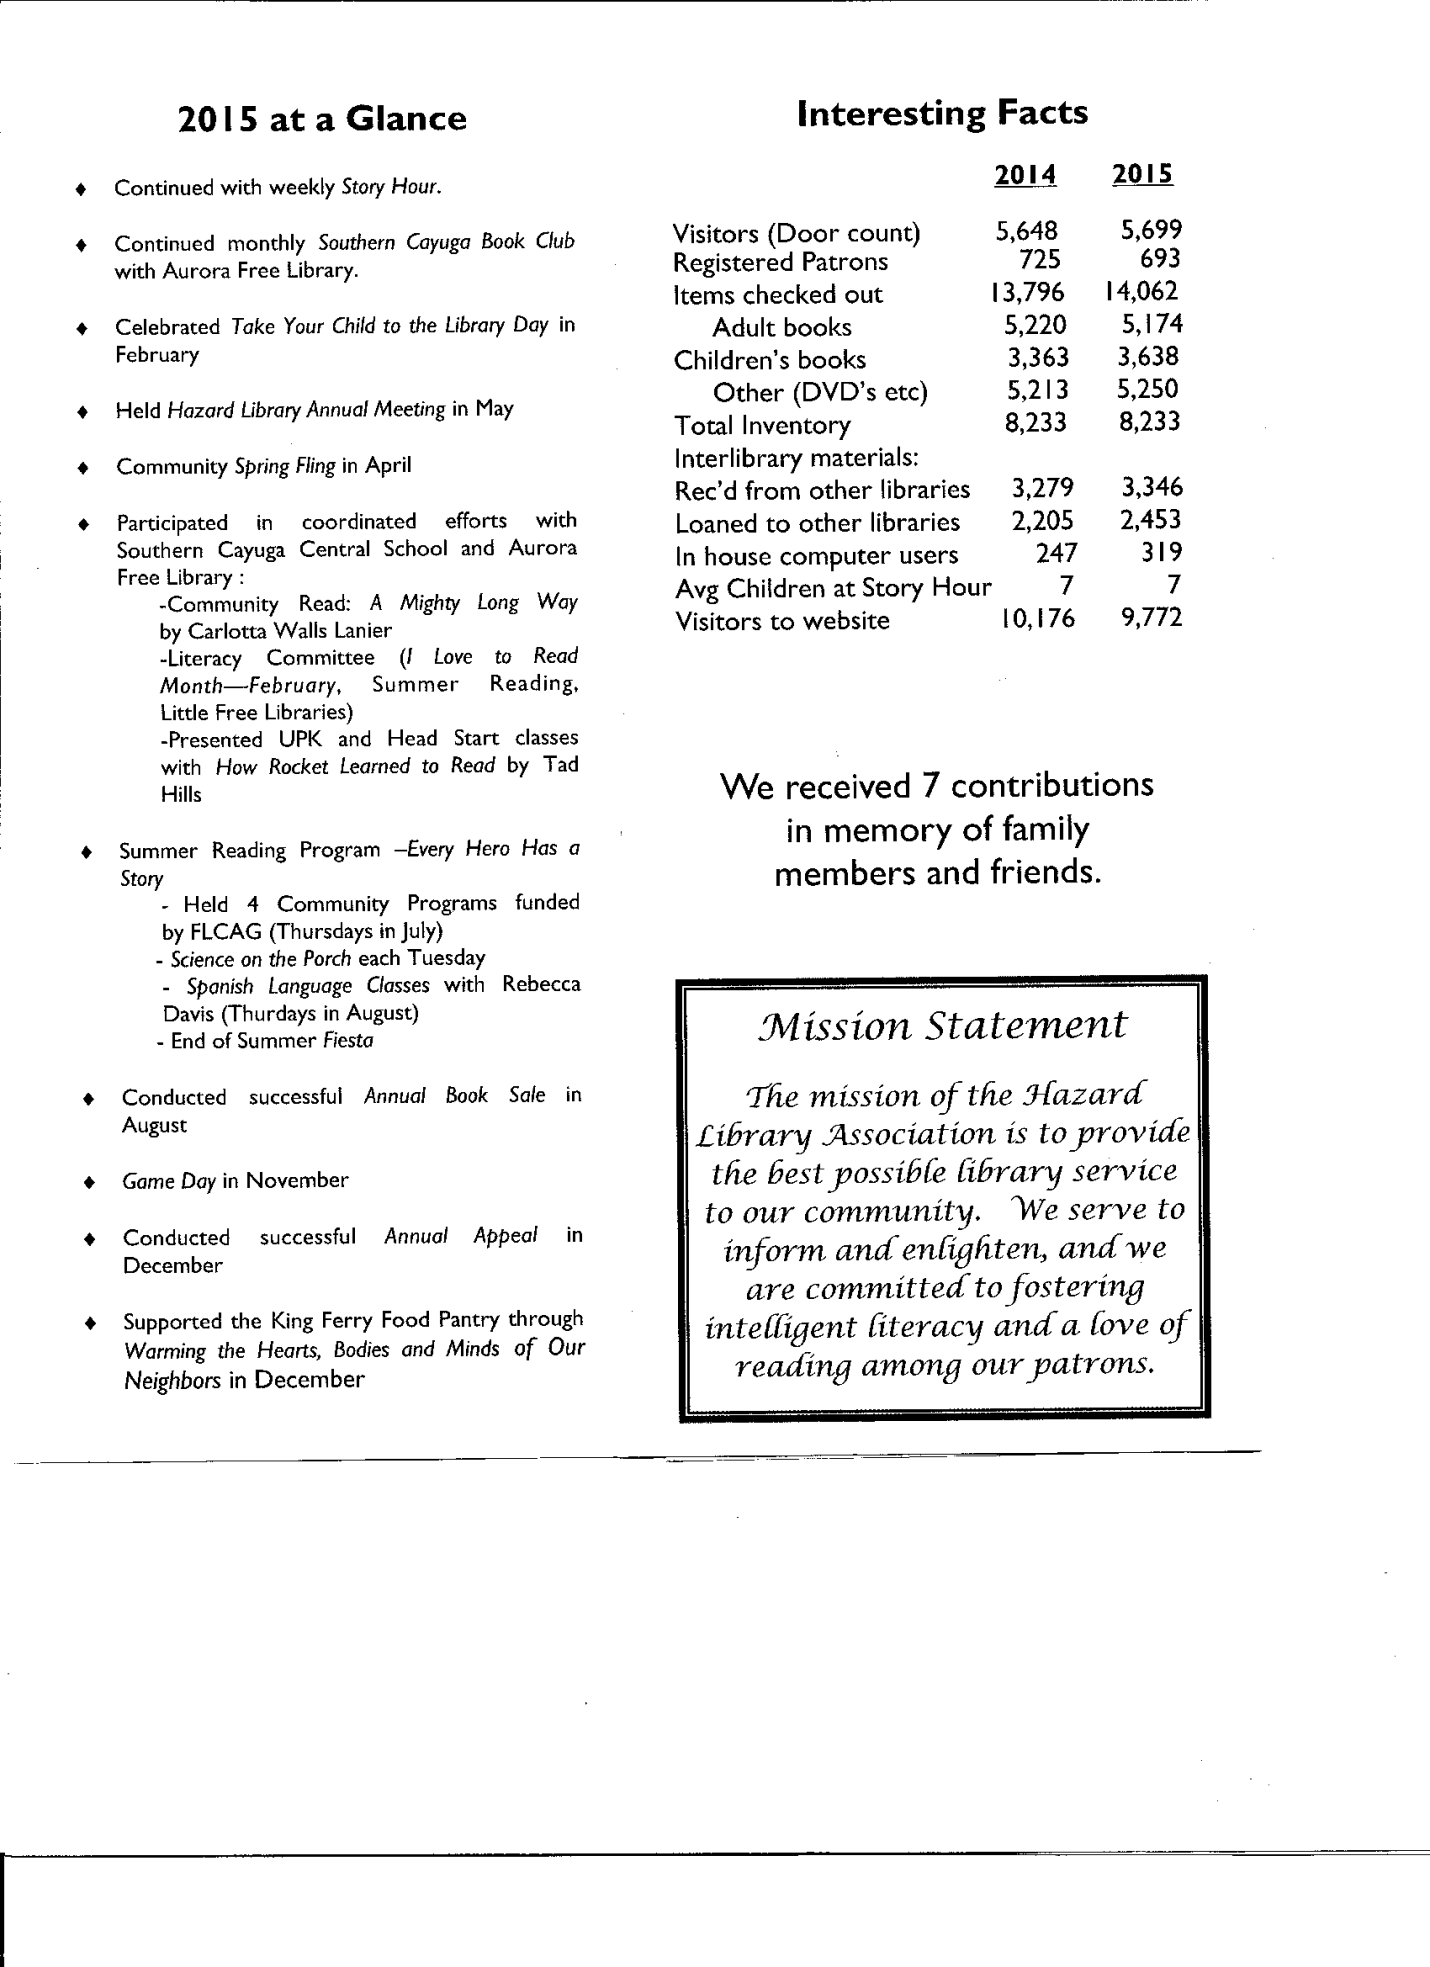 2015 at a Glance
♦ Continued with weekly Story Hour.
♦ Continued monthly Southern Cayuga Book Club
with Aurora Free Library.
♦ Celebrated Take Your Child to the Library Day in
February
♦ Held Hazard Library Annual Meeting in May
♦ Community Spring Fling in April
♦ Participated in coordinated efforts with
Southern Cayuga Central School and Aurora
Free Library :
-Community Read: A Mighty Long Way
by Carlotta Walls Lanier
-Literacy Committee (I Love to Read
Month—February, Summer Reading,
Little Free Libraries)
-Presented UPK and Head Start classes
with How Rocket Learned to Read by Tad
Hills
♦ Summer Reading Program –Every Hero Has a
Story
- Held 4 Community Programs funded
by FLCAG (Thursdays in July)
- Science on the Porch each Tuesday
- Spanish Language Classes with Rebecca
Davis (Thurdays in August)
- End of Summer Fiesta
♦ Conducted successful Annual Book Sale in
August
♦ Game Day in November
♦ Conducted successful Annual Appeal in
December
♦ Supported the King Ferry Food Pantry through
Warming the Hearts, Bodies and Minds of Our
Neighbors in December
Interesting Facts
2014 2015
Visitors (Door count) 5,648 5,699
Registered Patrons 725 693
Items checked out 13,796 14,062
Adult books 5,220 5,174
Children's books 3,363 3,638
Other (DVD's etc) 5,213 5,250
Total Inventory 8,233 8,233
Interlibrary materials:
Rec'd from other libraries 3,279 3,346
Loaned to other libraries 2,205 2,453
In house computer users 247 319
Avg Children at Story Hour 7 7
Visitors to website 10,176 9,772
We received 7 contributions
in memory of family
members and friends.
Mission Statement
The mission of the Hazard
Library Association is to provide
the best possible library service
to our community. We serve to
inform and enlighten, and we
are committed to fostering
intelligent literacy and a love of
reading among our patrons.